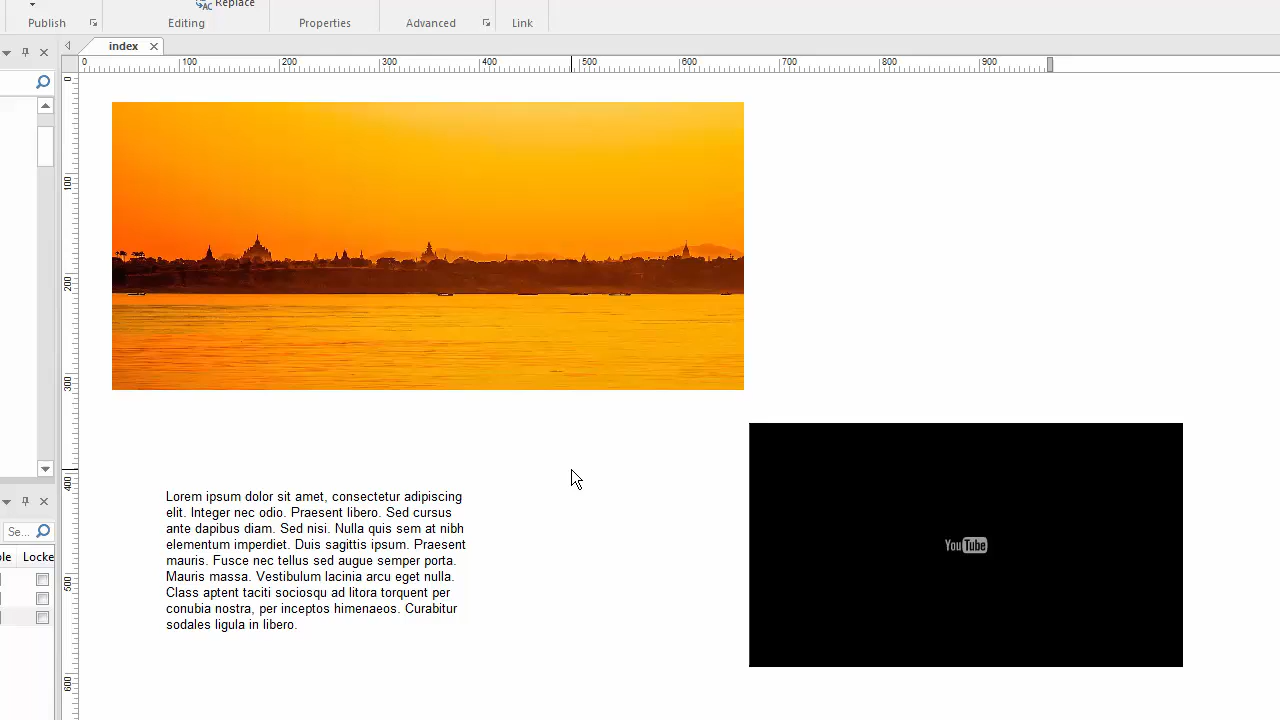 Replace
Publish
Editing
Properties
Advanced
Link
index
0
100
200
300
400
500
600
700
800
900
0
100
200
300
400
500
600
Se...
Locke
Lorem ipsum dolor sit amet, consectetur adipiscing
elit. Integer nec odio. Praesent libero. Sed cursus
ante dapibus diam. Sed nisi. Nulla quis sem at nibh
elementum imperdiet. Duis sagittis ipsum. Praesent
mauris. Fusce nec tellus sed augue semper porta.
Mauris massa. Vestibulum lacinia arcu eget nulla.
Class aptent taciti sociosqu ad litora torquent per
conubia nostra, per inceptos himenaeos. Curabitur
sodales ligula in libero.
YouTube